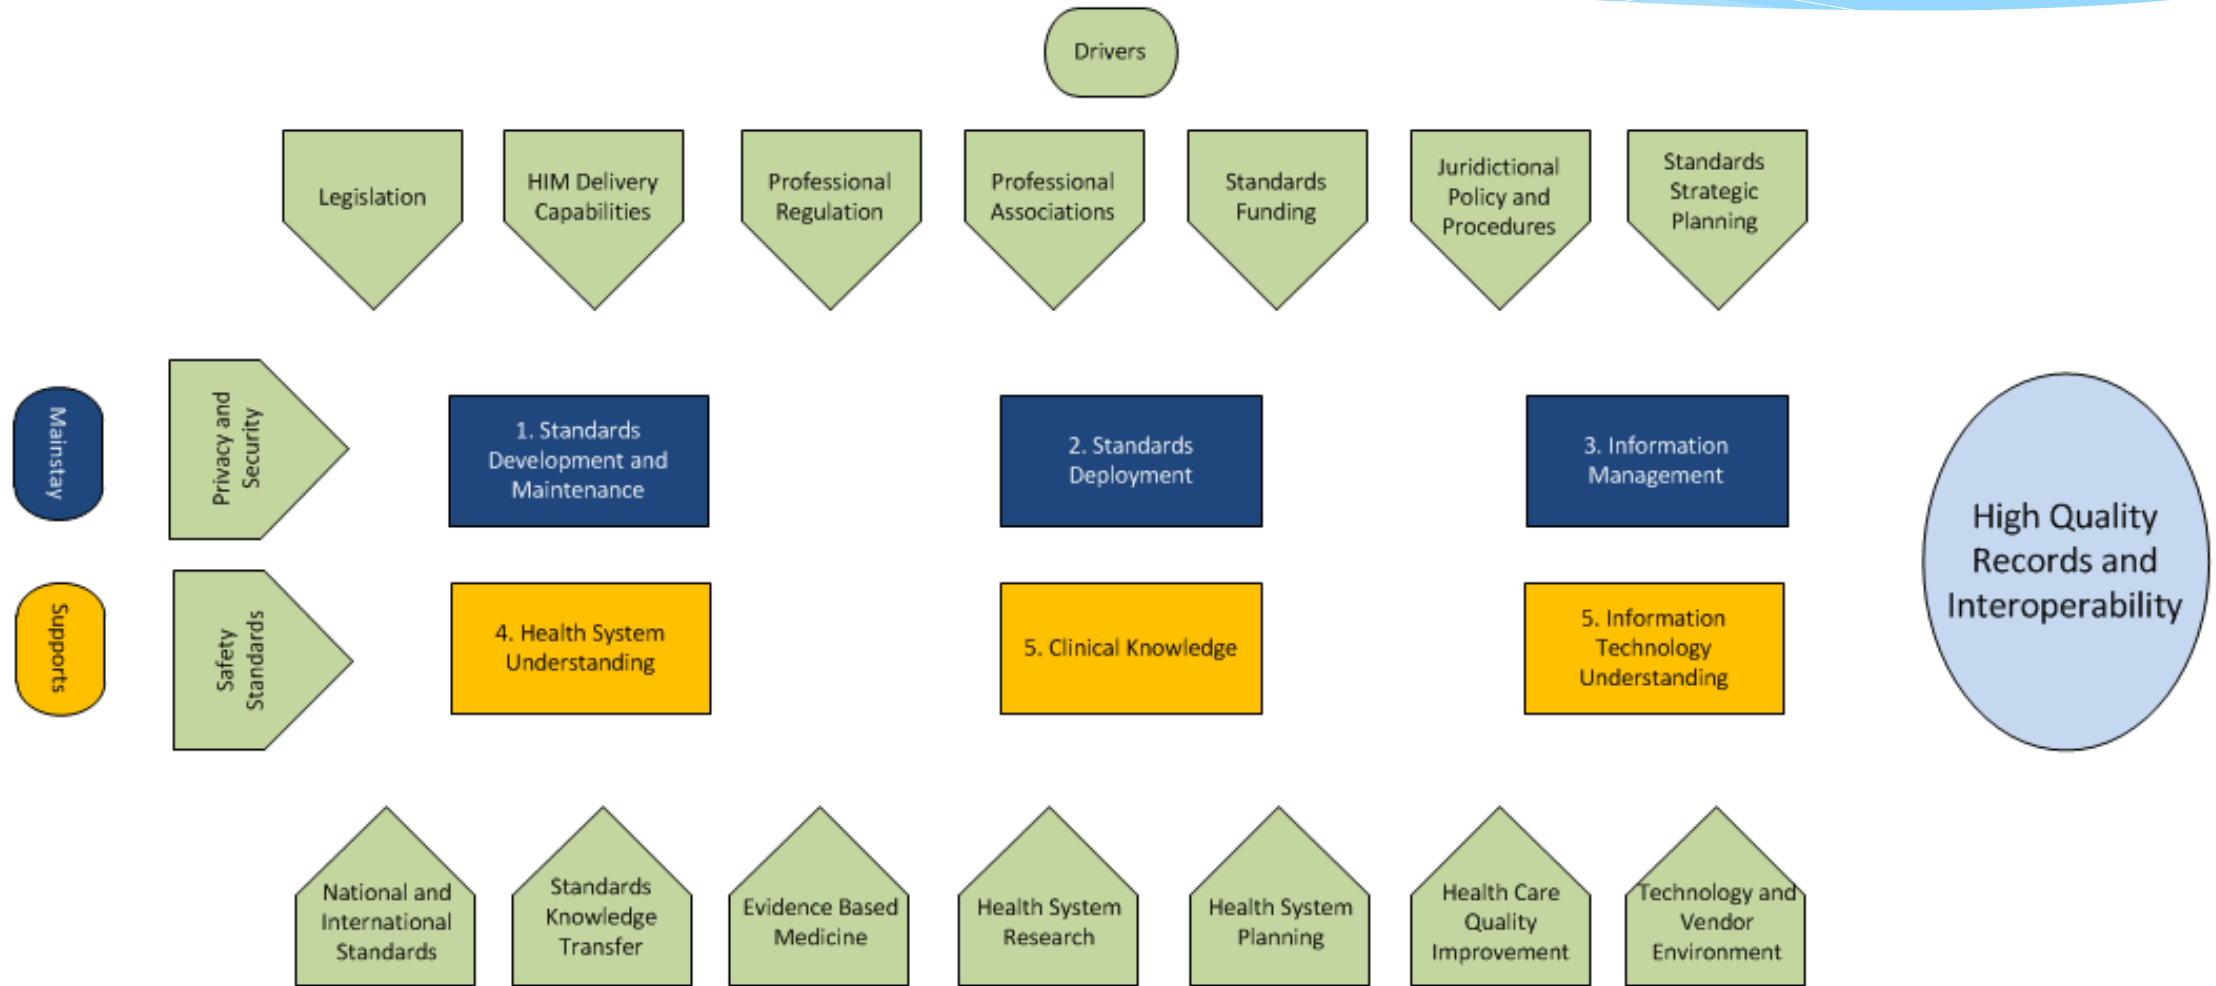 Drivers
Legislation
HIM Delivery
Capabilities
Professional
Regulation
Professional
Associations
Standards
Funding
Juridictional
Policy and
Procedures
Standards
Strategic
Planning
Mainstay
Privacy and
Security
1. Standards
Development and
Maintenance
2. Standards
Deployment
3. Information
Management
High Quality
Records and
Interoperability
Supports
Safety
Standards
4. Health System
Understanding
5. Clinical Knowledge
5. Information
Technology
Understanding
National and
International
Standards
Standards
Knowledge
Transfer
Evidence Based
Medicine
Health System
Research
Health System
Planning
Health Care
Quality
Improvement
Technology and
Vendor
Environment